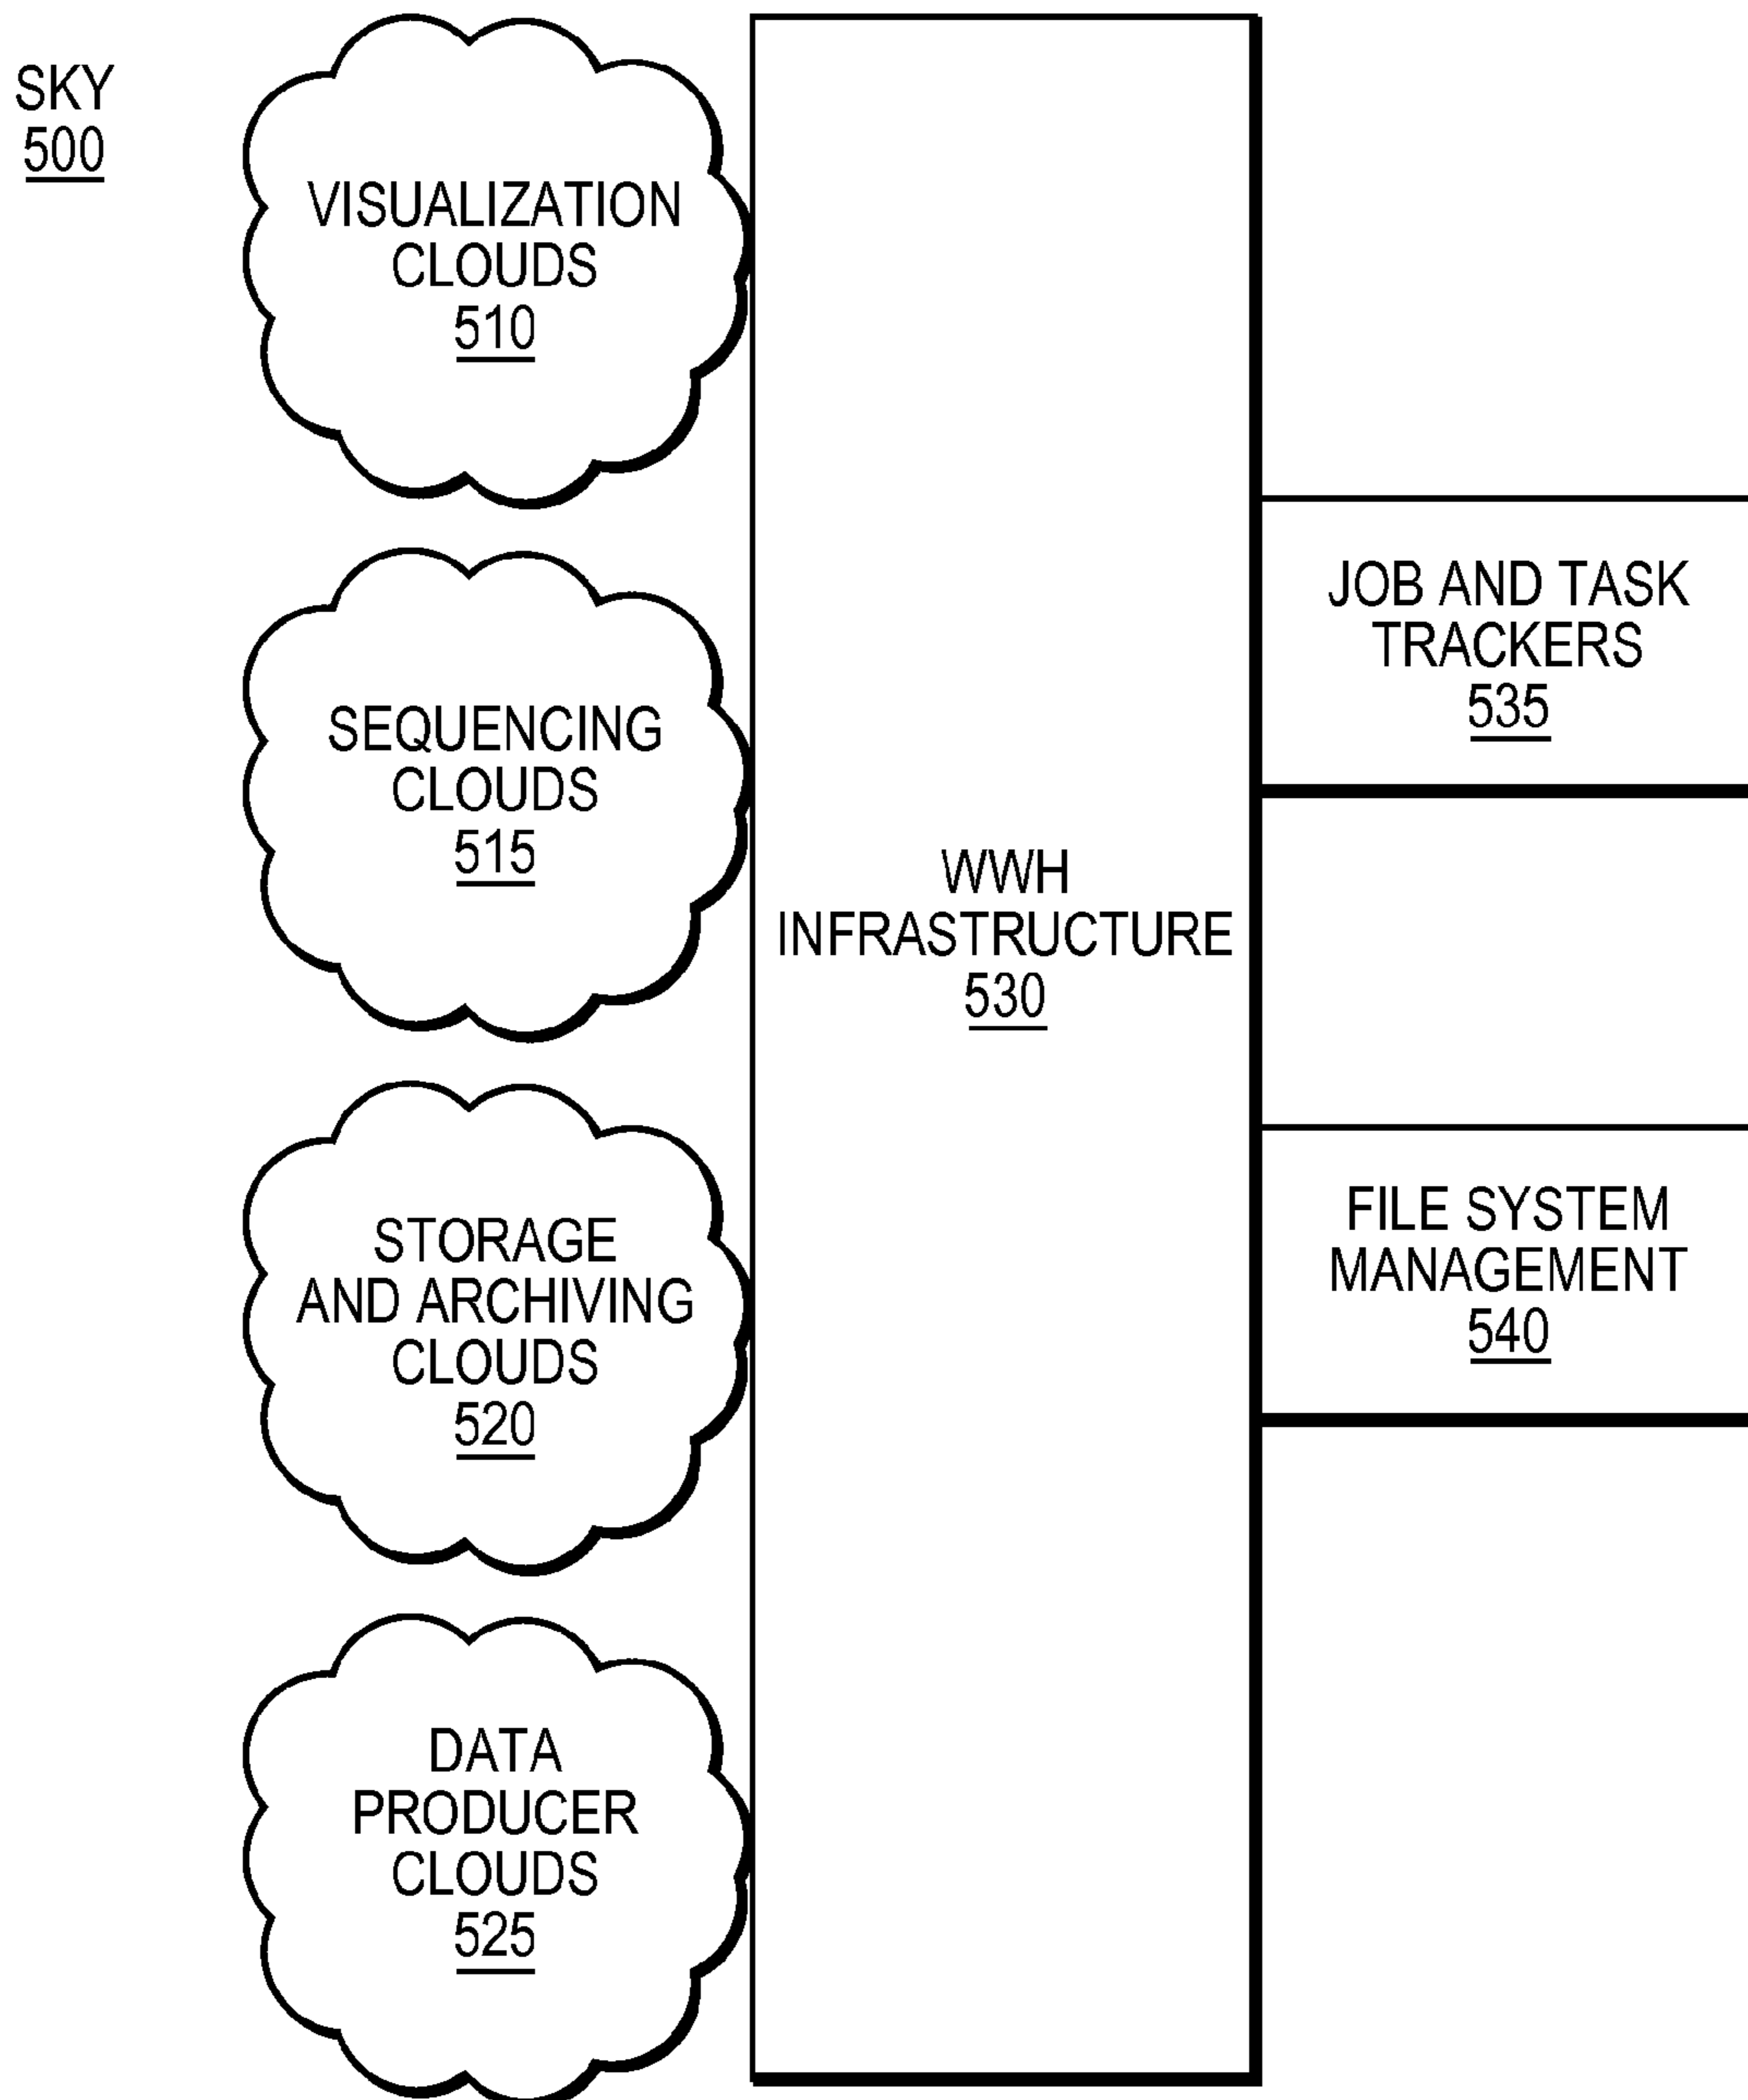 SKY
500
VISUALIZATION
CLOUDS
510
SEQUENCING
CLOUDS
515
STORAGE
AND ARCHIVING
CLOUDS
520
DATA
PRODUCER
CLOUDS
525
WWH
INFRASTRUCTURE
530
JOB AND TASK
TRACKERS
535
FILE SYSTEM
MANAGEMENT
540